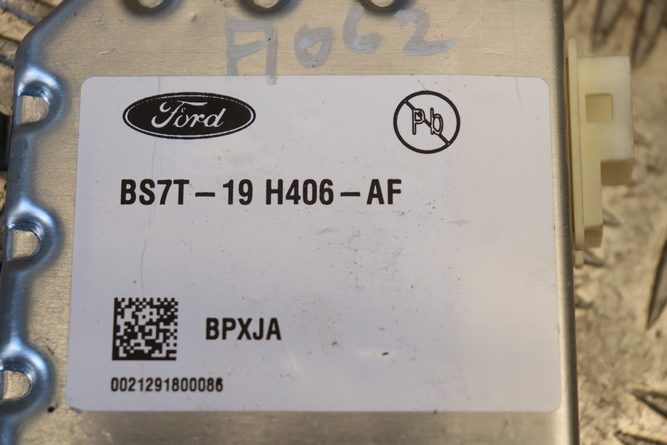 F1062
Ford
Pb
BS7T-19 H406-AF
BPXJA
0021291800086